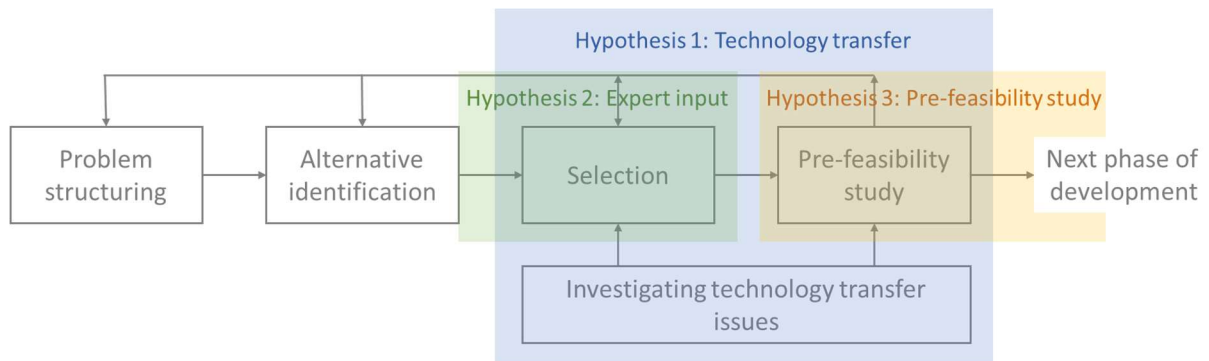 Hypothesis 1: Technology transfer
Hypothesis 2: Expert input
Hypothesis 3: Pre-feasibility study
Problem
structuring
Alternative
identification
Selection
Pre-feasibility
study
Next phase of
development
Investigating technology transfer
issues